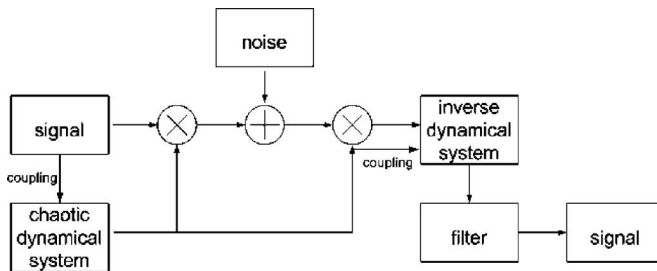 noise
signal
inverse
dynamical
system
coupling
coupling
chaotic
dynamical
system
filter
signal